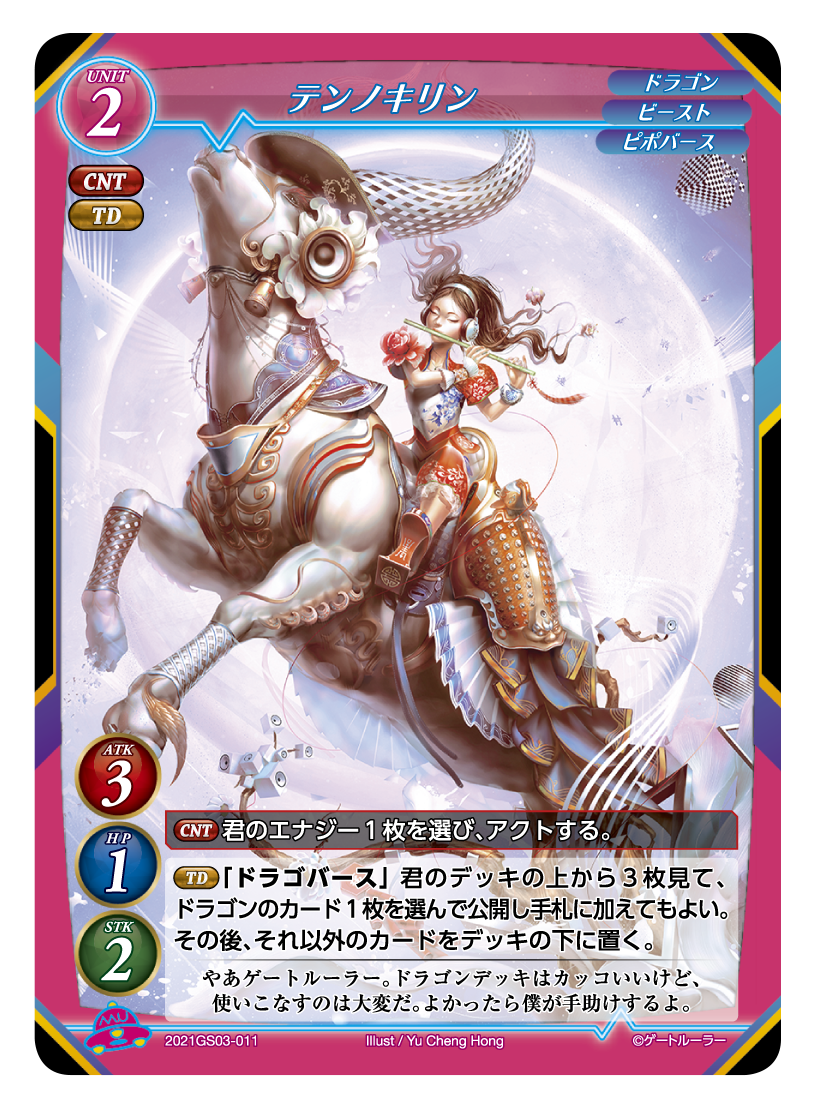 UNIT
2
テンノキリン
ドラゴン
ビースト
ピポバース
CNT
TD
ATK
3
HP
1
STK
2
CNT 君のエナジー1枚を選び、アクトする。
TD 「ドラゴバース」君のデッキの上から3枚見て、
ドラゴンのカード1枚を選んで公開し手札に加えてもよい。
その後、それ以外のカードをデッキの下に置く。
やあゲートルーラー。ドラゴンデッキはカッコいいけど、
使いこなすのは大変だ。よかったら僕が手助けするよ。
MU
2021GS03-011
Illust / Yu Cheng Hong
©ゲートルーラー